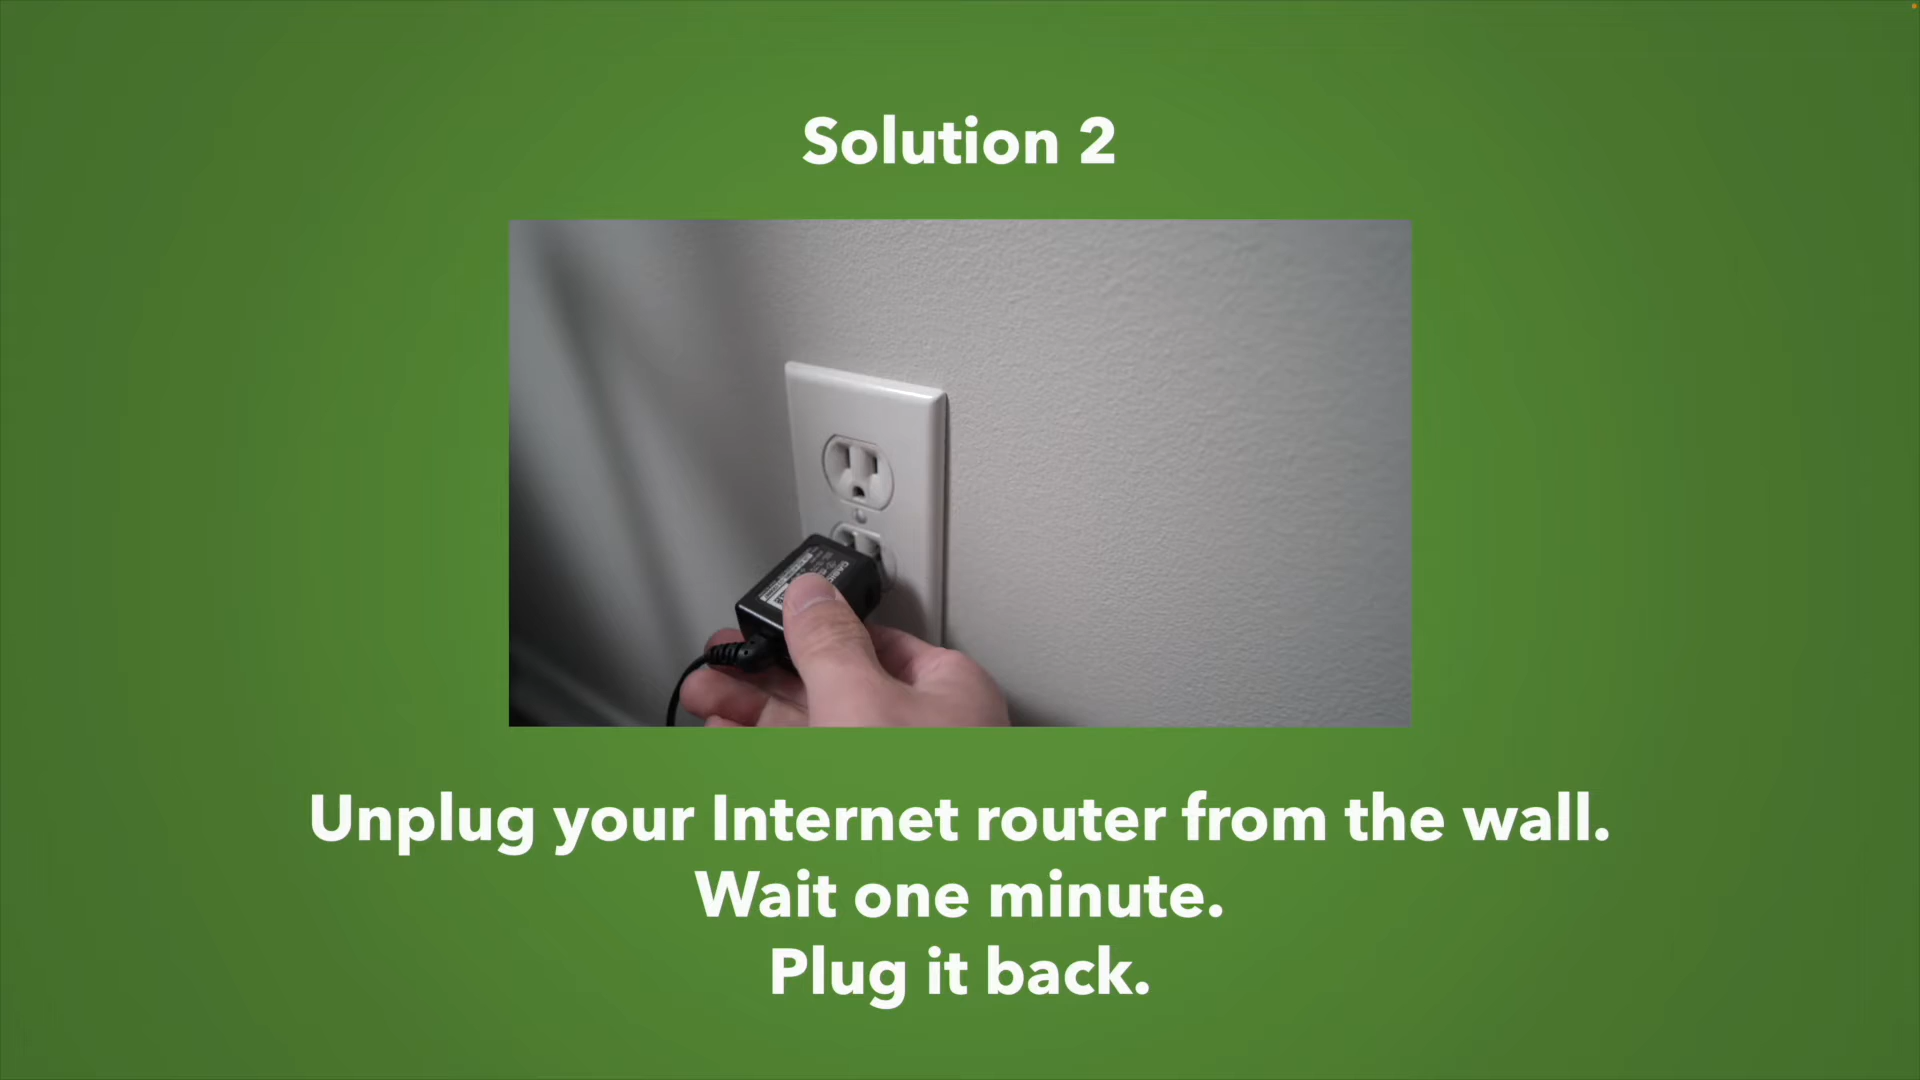 Solution 2
Unplug your Internet router from the wall.
Wait one minute.
Plug it back.